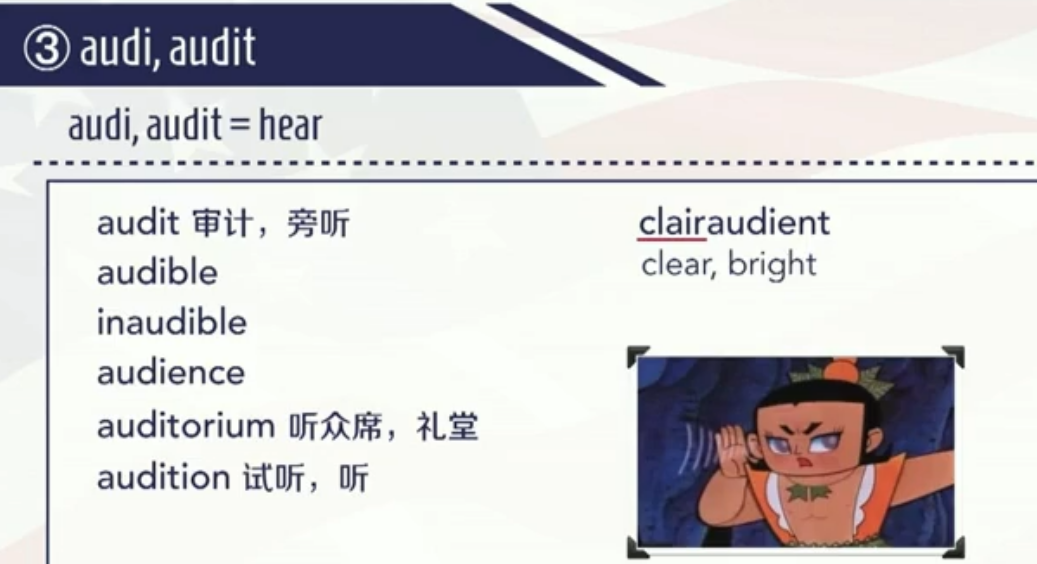 ③ audi, audit
audi, audit = hear
audit 审计，旁听
audible
inaudible
audience
auditorium 听众席，礼堂
audition 试听，听
clairaudient
clear, bright